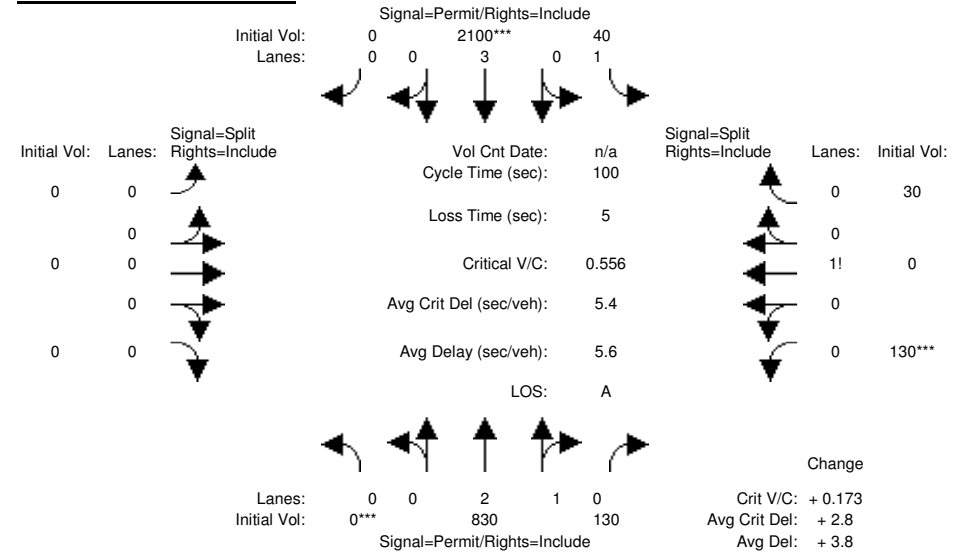 Signal=Permit/Rights=Include
Initial Vol: 0 2100*** 40
Lanes: 0 0 3 0 1
Signal=Split
Initial Vol: Lanes: Rights=Include
Vol Cnt Date: n/a
Signal=Split
Rights=Include Lanes: Initial Vol:
Cycle Time (sec): 100
0 0
0 30
Loss Time (sec): 5
0
0
0 0
Critical V/C: 0.556
1! 0
0
Avg Crit Del (sec/veh): 5.4
0
0 0
Avg Delay (sec/veh): 5.6
0 130***
LOS: A
Lanes: 0 0 2 1 0
Initial Vol: 0*** 830 130
Signal=Permit/Rights=Include
Change
Crit V/C: + 0.173
Avg Crit Del: + 2.8
Avg Del: + 3.8